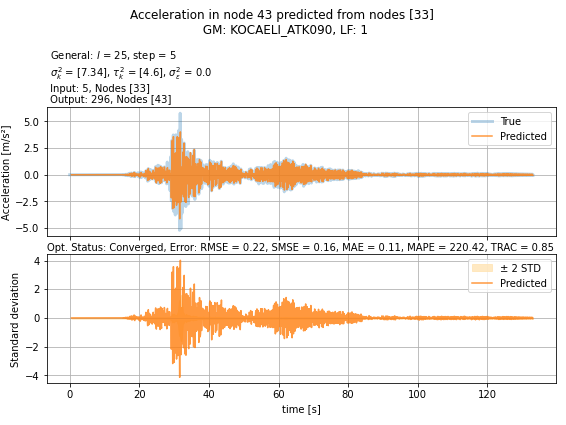 Acceleration in node 43 predicted from nodes [33]
GM: KOCAELI_ATK090, LF: 1
General: l = 25, step = 5
σ²ₖ = [7.34], τ²ₖ = [4.6], σ²ε = 0.0
Input: 5, Nodes [33]
Output: 296, Nodes [43]
Acceleration [m/s²]
5.0
2.5
0.0
−2.5
−5.0
True
Predicted
Opt. Status: Converged, Error: RMSE = 0.22, SMSE = 0.16, MAE = 0.11, MAPE = 220.42, TRAC = 0.85
Standard deviation
4
2
0
−2
−4
± 2 STD
Predicted
0 20 40 60 80 100 120
time [s]